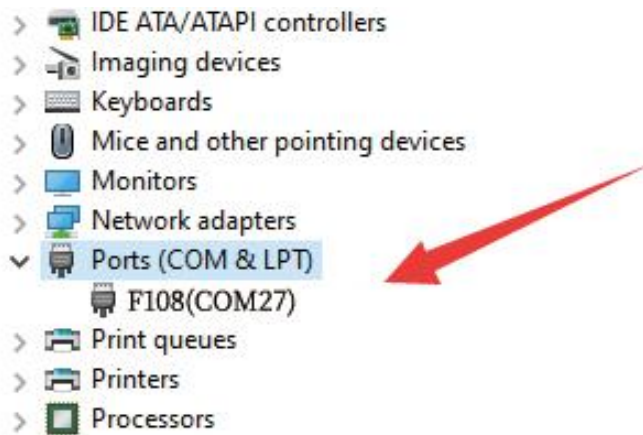 IDE ATA/ATAPI controllers
Imaging devices
Keyboards
Mice and other pointing devices
Monitors
Network adapters
Ports (COM & LPT)
F108(COM27)
Print queues
Printers
Processors